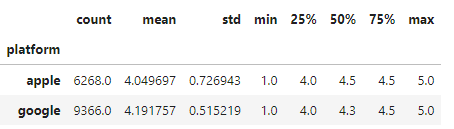 count mean std min 25% 50% 75% max
platform
apple 6268.0 4.049697 0.726943 1.0 4.0 4.5 4.5 5.0
google 9366.0 4.191757 0.515219 1.0 4.0 4.3 4.5 5.0